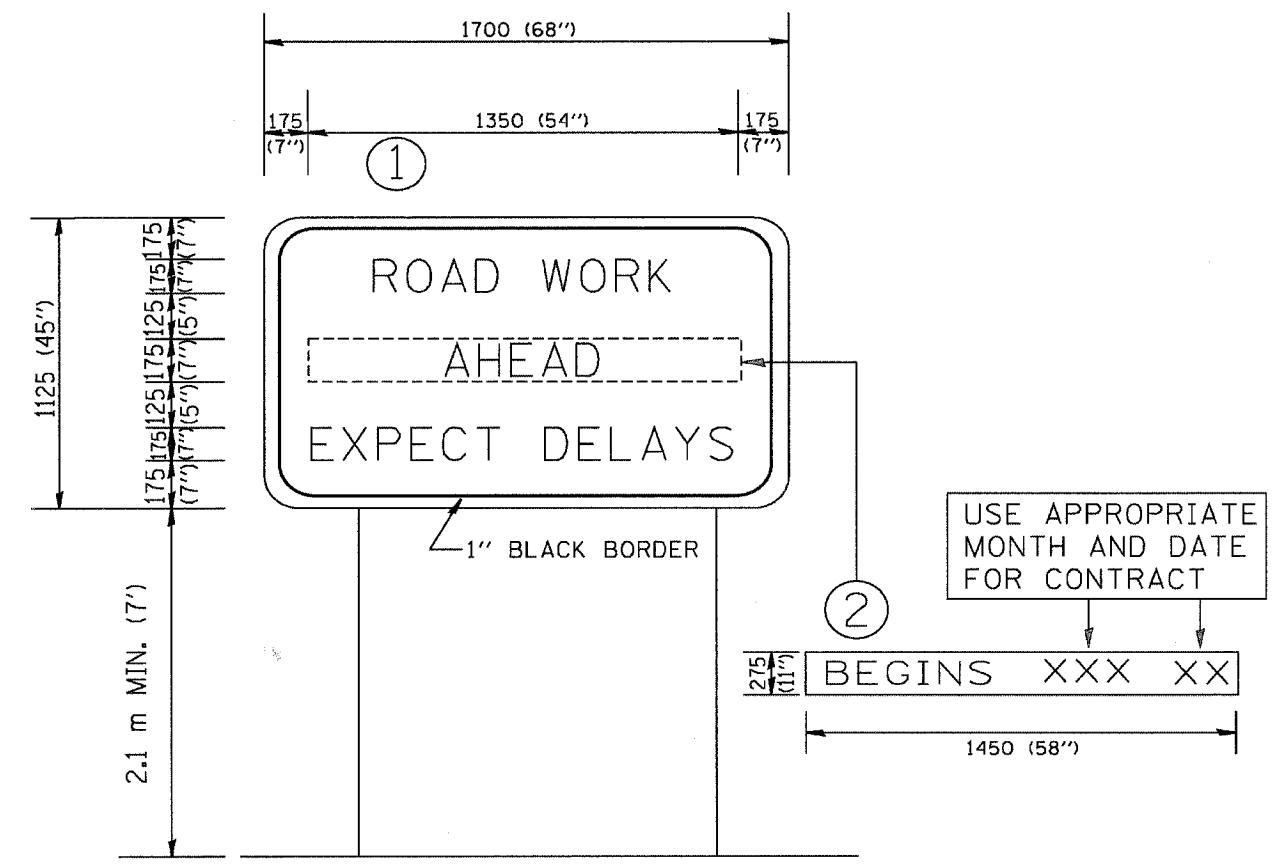 1700 (68")
175
(7")
1350 (54")
175
(7")
1
1125 (45")
175
(7")
175
(7")
125
(5")
175
(7")
125
(5")
175
(7")
175
(7")
ROAD WORK
AHEAD
EXPECT DELAYS
1" BLACK BORDER
2.1 m MIN. (7')
USE APPROPRIATE
MONTH AND DATE
FOR CONTRACT
2
275
(11")
BEGINS XXX XX
1450 (58")